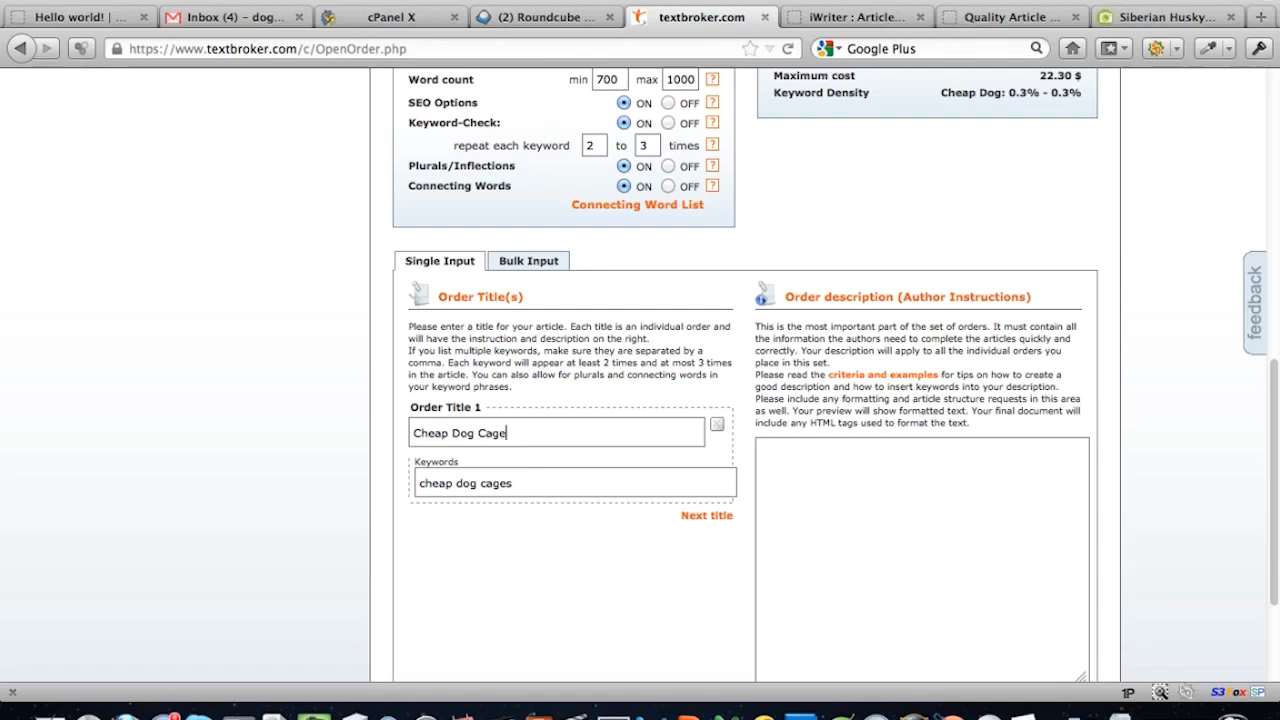 Hello world! | ...
Inbox (4) – dog...
cPanel X
(2) Roundcube ...
textbroker.com
iWriter : Article...
Quality Article ...
Siberian Husky...
https://www.textbroker.com/c/OpenOrder.php
Google Plus
Word count min 700 max 1000 ?
SEO Options ON OFF ?
Keyword-Check: ON OFF ?
repeat each keyword 2 to 3 times ?
Plurals/Inflections ON OFF ?
Connecting Words ON OFF ?
Connecting Word List
Maximum cost 22.30 $
Keyword Density Cheap Dog: 0.3% - 0.3%
Single Input Bulk Input
Order Title(s)
Please enter a title for your article. Each title is an individual order and
will have the instruction and description on the right.
If you list multiple keywords, make sure they are separated by a
comma. Each keyword will appear at least 2 times and at most 3 times
in the article. You can also allow for plurals and connecting words in
your keyword phrases.
Order Title 1
Cheap Dog Cage
Keywords
cheap dog cages
Next title
Order description (Author Instructions)
This is the most important part of the set of orders. It must contain all
the information the authors need to complete the articles quickly and
correctly. Your description will apply to all the individual orders you
place in this set.
Please read the criteria and examples for tips on how to create a
good description and how to insert keywords into your description.
Please include any formatting and article structure requests in this area
as well. Your preview will show formatted text. Your final document will
include any HTML tags used to format the text.
feedback
1P
S3Fox
SP